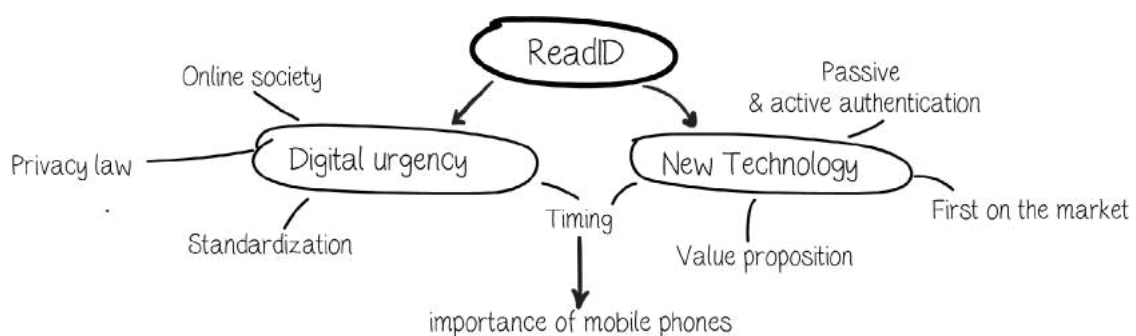 ReadID
Online society
Passive
& active authentication
Privacy law
Digital urgency
New Technology
First on the market
Timing
Standardization
Value proposition
importance of mobile phones